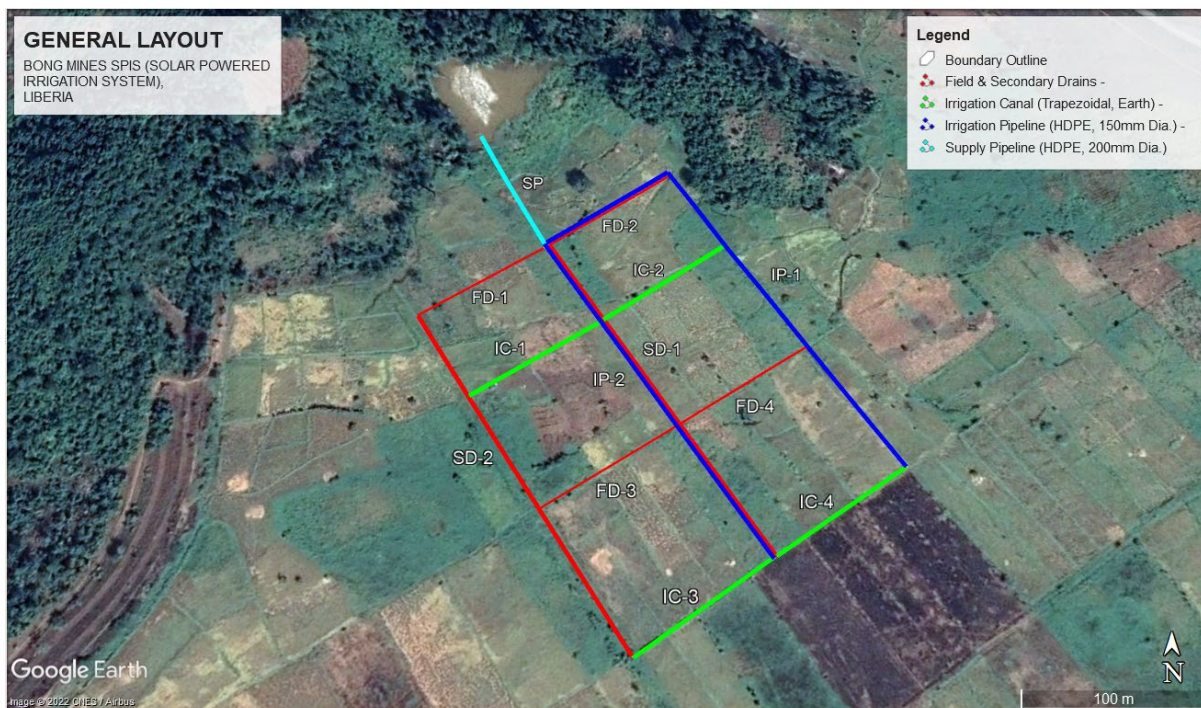 GENERAL LAYOUT
BONG MINES SPIS (SOLAR POWERED
IRRIGATION SYSTEM),
LIBERIA
Legend
Boundary Outline
Field & Secondary Drains -
Irrigation Canal (Trapezoidal, Earth) -
Irrigation Pipeline (HDPE, 150mm Dia.) -
Supply Pipeline (HDPE, 200mm Dia.)
SP
FD-2
IC-2
IP-1
FD-1
IC-1
SD-1
IP-2
FD-4
SD-2
FD-3
IC-4
IC-3
Google Earth
Image © 2022 CNES / Airbus
N
100 m